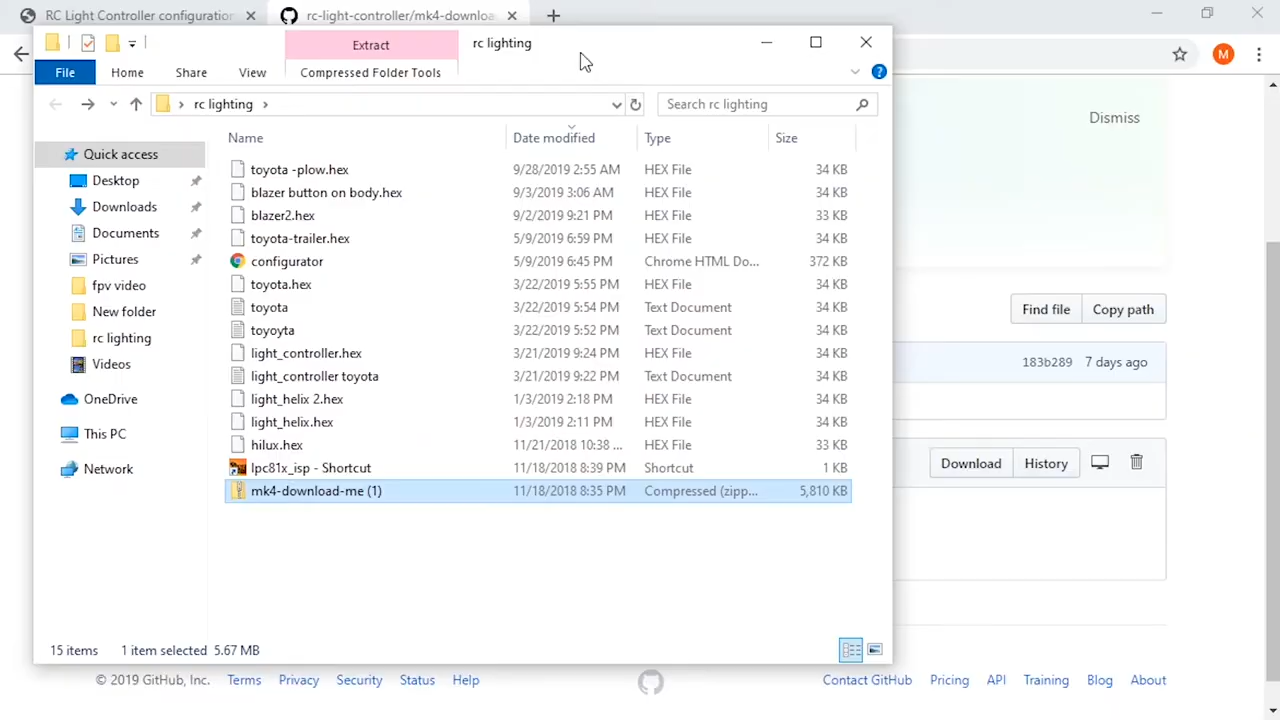 RC Light Controller configuration
rc-light-controller/mk4-downloa
Extract
rc lighting
M
File
Home
Share
View
Compressed Folder Tools
?
rc lighting
Search rc lighting
Dismiss
Name
Date modified
Type
Size
Quick access
Desktop
Downloads
Documents
Pictures
fpv video
New folder
rc lighting
Videos
OneDrive
This PC
Network
toyota -plow.hex 9/28/2019 2:55 AM HEX File 34 KB
blazer button on body.hex 9/3/2019 3:06 AM HEX File 34 KB
blazer2.hex 9/2/2019 9:21 PM HEX File 33 KB
toyota-trailer.hex 5/9/2019 6:59 PM HEX File 34 KB
configurator 5/9/2019 6:45 PM Chrome HTML Do... 372 KB
toyota.hex 3/22/2019 5:55 PM HEX File 34 KB
toyota 3/22/2019 5:54 PM Text Document 34 KB
toyoyta 3/22/2019 5:52 PM Text Document 34 KB
light_controller.hex 3/21/2019 9:24 PM HEX File 34 KB
light_controller toyota 3/21/2019 9:22 PM Text Document 34 KB
light_helix 2.hex 1/3/2019 2:18 PM HEX File 34 KB
light_helix.hex 1/3/2019 2:11 PM HEX File 34 KB
hilux.hex 11/21/2018 10:38 ... HEX File 33 KB
lpc81x_isp - Shortcut 11/18/2018 8:39 PM Shortcut 1 KB
mk4-download-me (1) 11/18/2018 8:35 PM Compressed (zipp... 5,810 KB
Find file Copy path
183b289 7 days ago
Download History
15 items 1 item selected 5.67 MB
© 2019 GitHub, Inc. Terms Privacy Security Status Help
Contact GitHub Pricing API Training Blog About